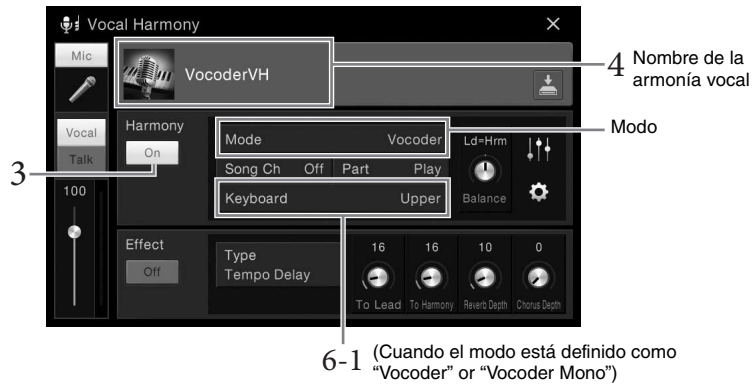 Vocal Harmony
Mic
VocoderVH
4 Nombre de la
armonía vocal
Vocal
Talk
Harmony
On
3
Mode Vocoder
Modo
Song Ch Off Part Play
Keyboard Upper
Ld=Hrm
Balance
100
Effect
Off
Type
Tempo Delay
16 16 10 0
To Lead To Harmony Reverb Depth Chorus Depth
6-1 (Cuando el modo está definido como
“Vocoder” or “Vocoder Mono”)